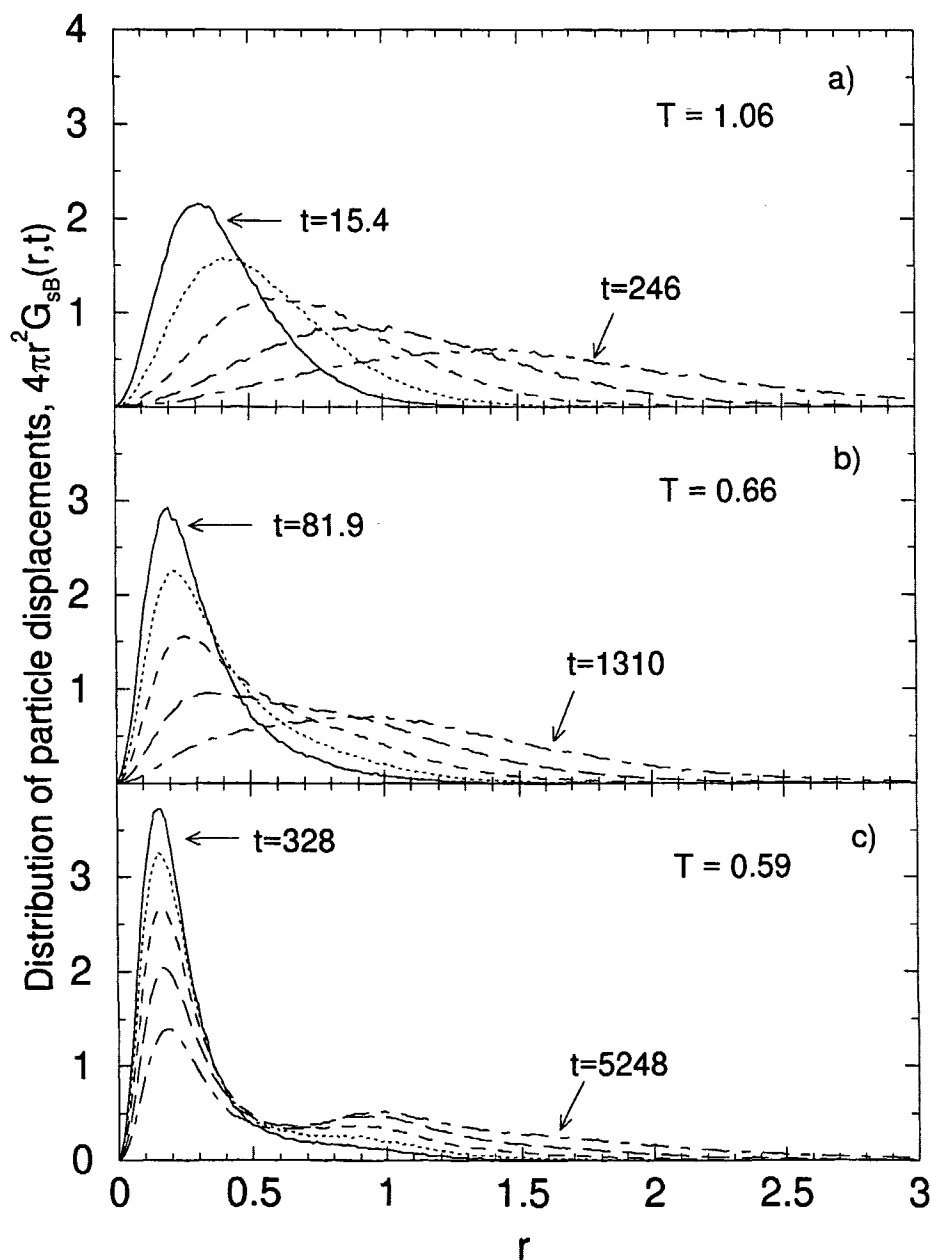 Distribution of particle displacements, 4πr²G_sB(r,t)
4
3
2
1
a)
T = 1.06
t=15.4
t=246
3
2
1
b)
T = 0.66
t=81.9
t=1310
3
2
1
0
c)
T = 0.59
t=328
t=5248
0 0.5 1 1.5 2 2.5 3
r